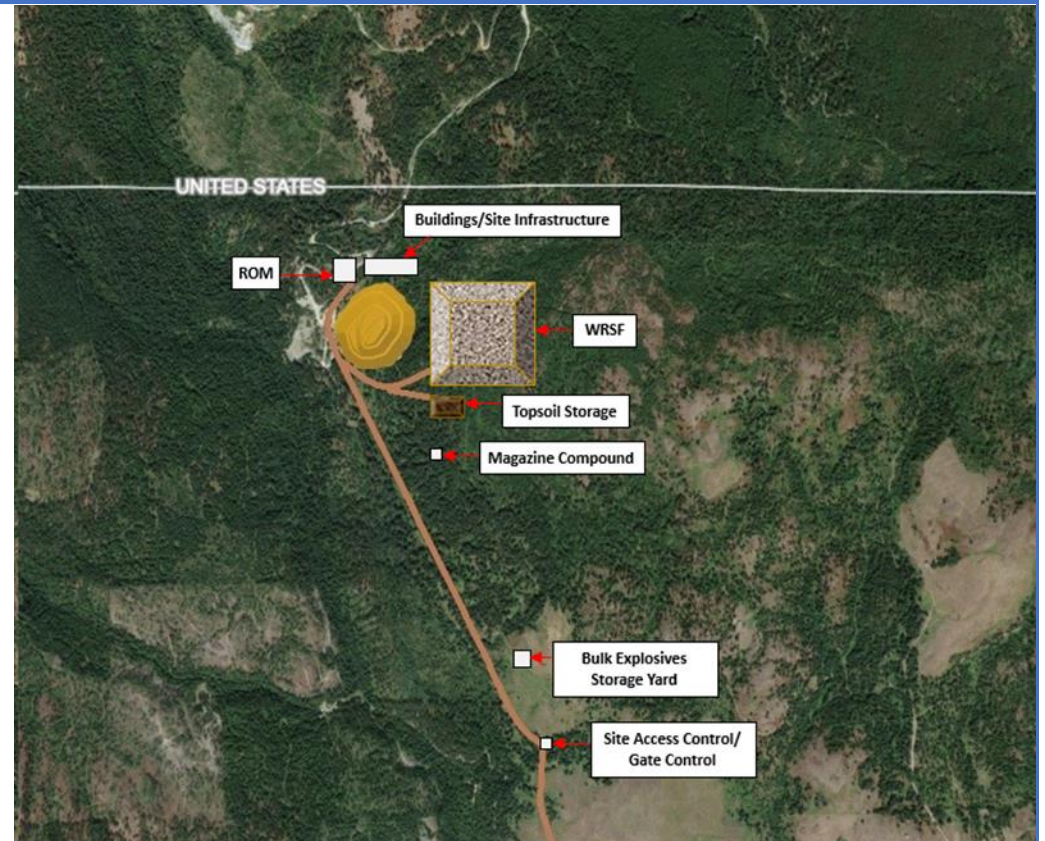 UNITED STATES
Buildings/Site Infrastructure
ROM
WRSF
Topsoil Storage
Magazine Compound
Bulk Explosives
Storage Yard
Site Access Control/
Gate Control